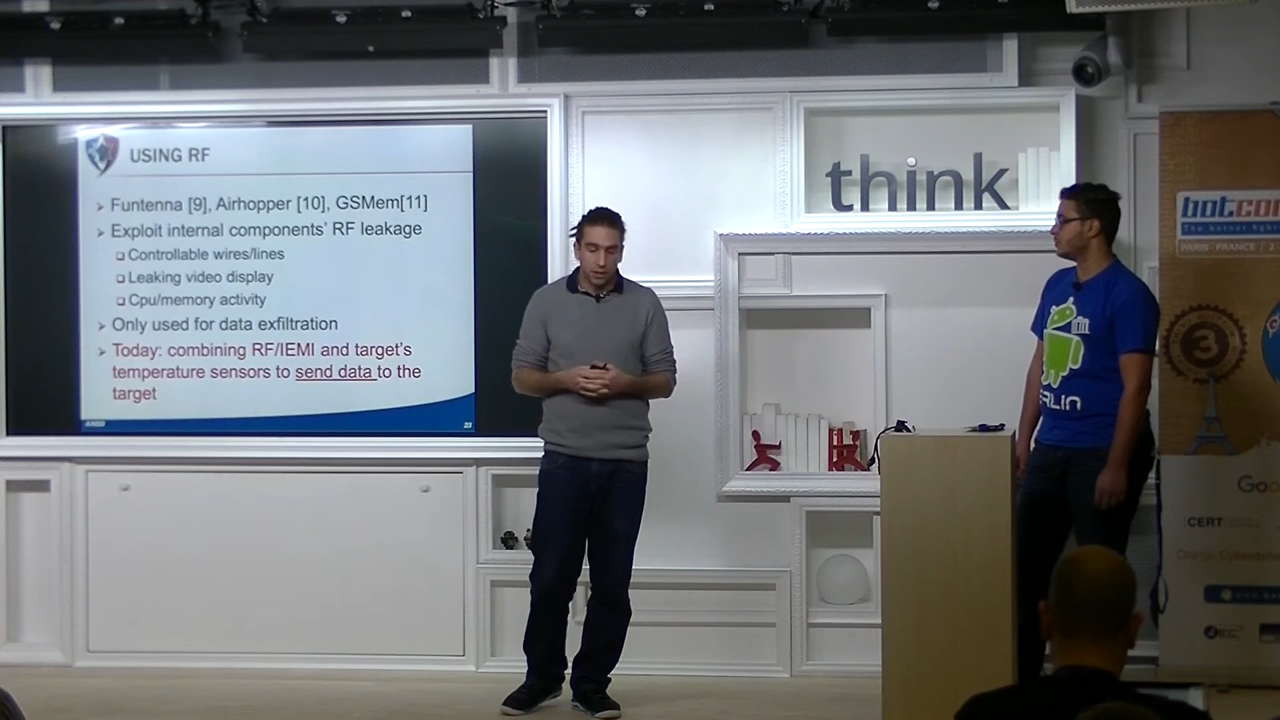 USING RF
Funtenna [9], Airhopper [10], GSMem[11]
Exploit internal components' RF leakage
Controllable wires/lines
Leaking video display
Cpu/memory activity
Only used for data exfiltration
Today: combining RF/IEMI and target's
temperature sensors to send data to the
target
23
think
botcon
PARIS - FRANCE / 2
3
CERT